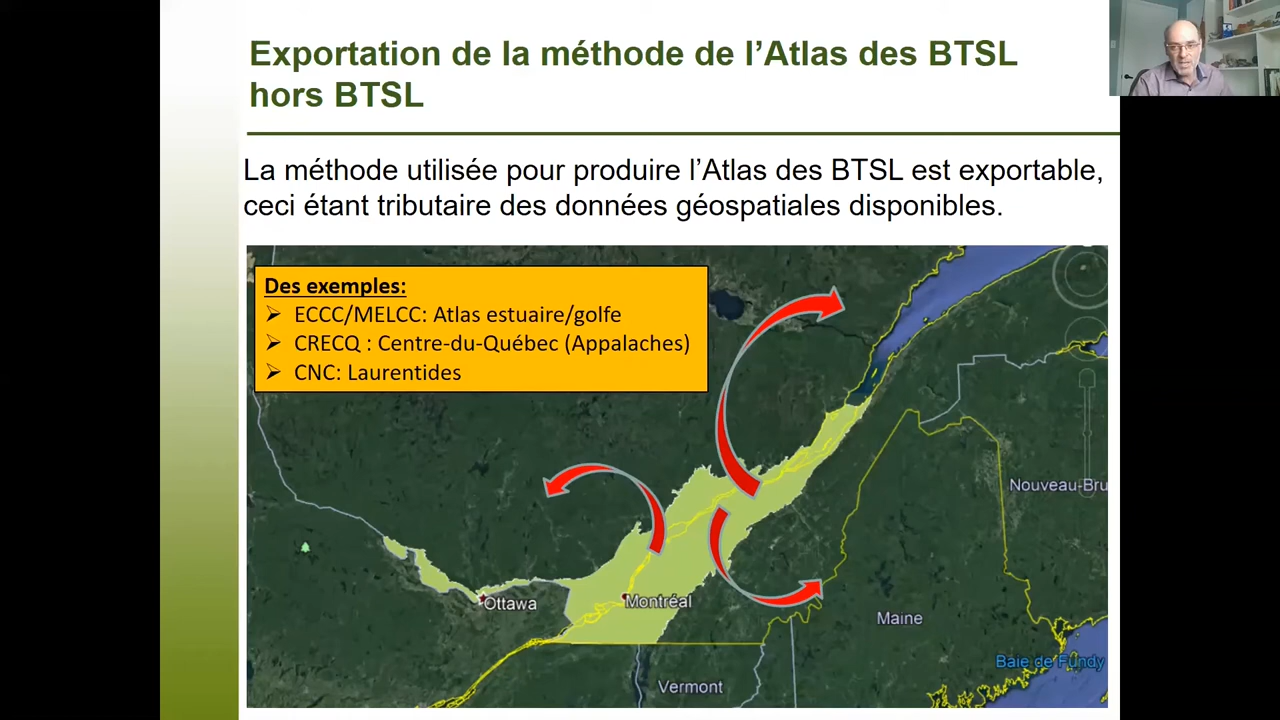 Exportation de la méthode de l’Atlas des BTSL
hors BTSL
La méthode utilisée pour produire l’Atlas des BTSL est exportable,
ceci étant tributaire des données géospatiales disponibles.
Des exemples:
➢ ECCC/MELCC: Atlas estuaire/golfe
➢ CRECQ : Centre-du-Québec (Appalaches)
➢ CNC: Laurentides
Nouveau-Bru
Ottawa
Montréal
Maine
Baie de Fundy
Vermont